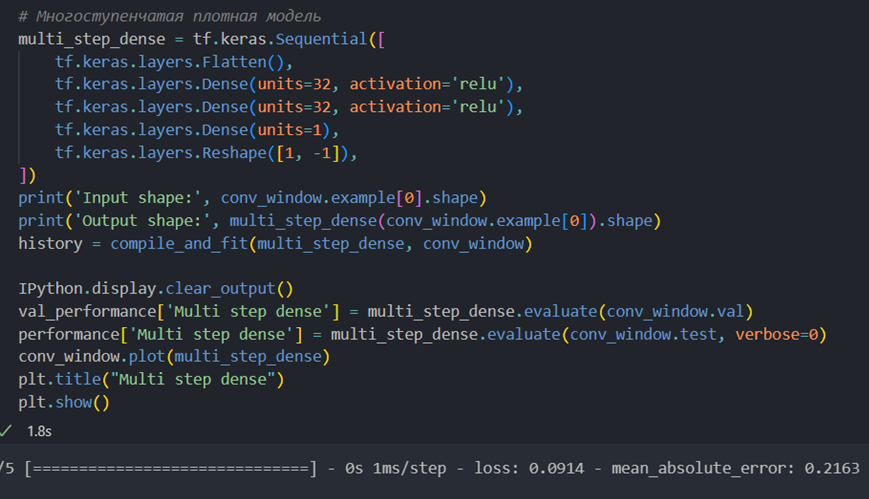 # Многоступенчатая плотная модель
multi_step_dense = tf.keras.Sequential([
    tf.keras.layers.Flatten(),
    tf.keras.layers.Dense(units=32, activation='relu'),
    tf.keras.layers.Dense(units=32, activation='relu'),
    tf.keras.layers.Dense(units=1),
    tf.keras.layers.Reshape([1, -1]),
])
print('Input shape:', conv_window.example[0].shape)
print('Output shape:', multi_step_dense(conv_window.example[0]).shape)
history = compile_and_fit(multi_step_dense, conv_window)

IPython.display.clear_output()
val_performance['Multi step dense'] = multi_step_dense.evaluate(conv_window.val)
performance['Multi step dense'] = multi_step_dense.evaluate(conv_window.test, verbose=0)
conv_window.plot(multi_step_dense)
plt.title("Multi step dense")
plt.show()
✓ 1.8s
/5 [==============================] - 0s 1ms/step - loss: 0.0914 - mean_absolute_error: 0.2163